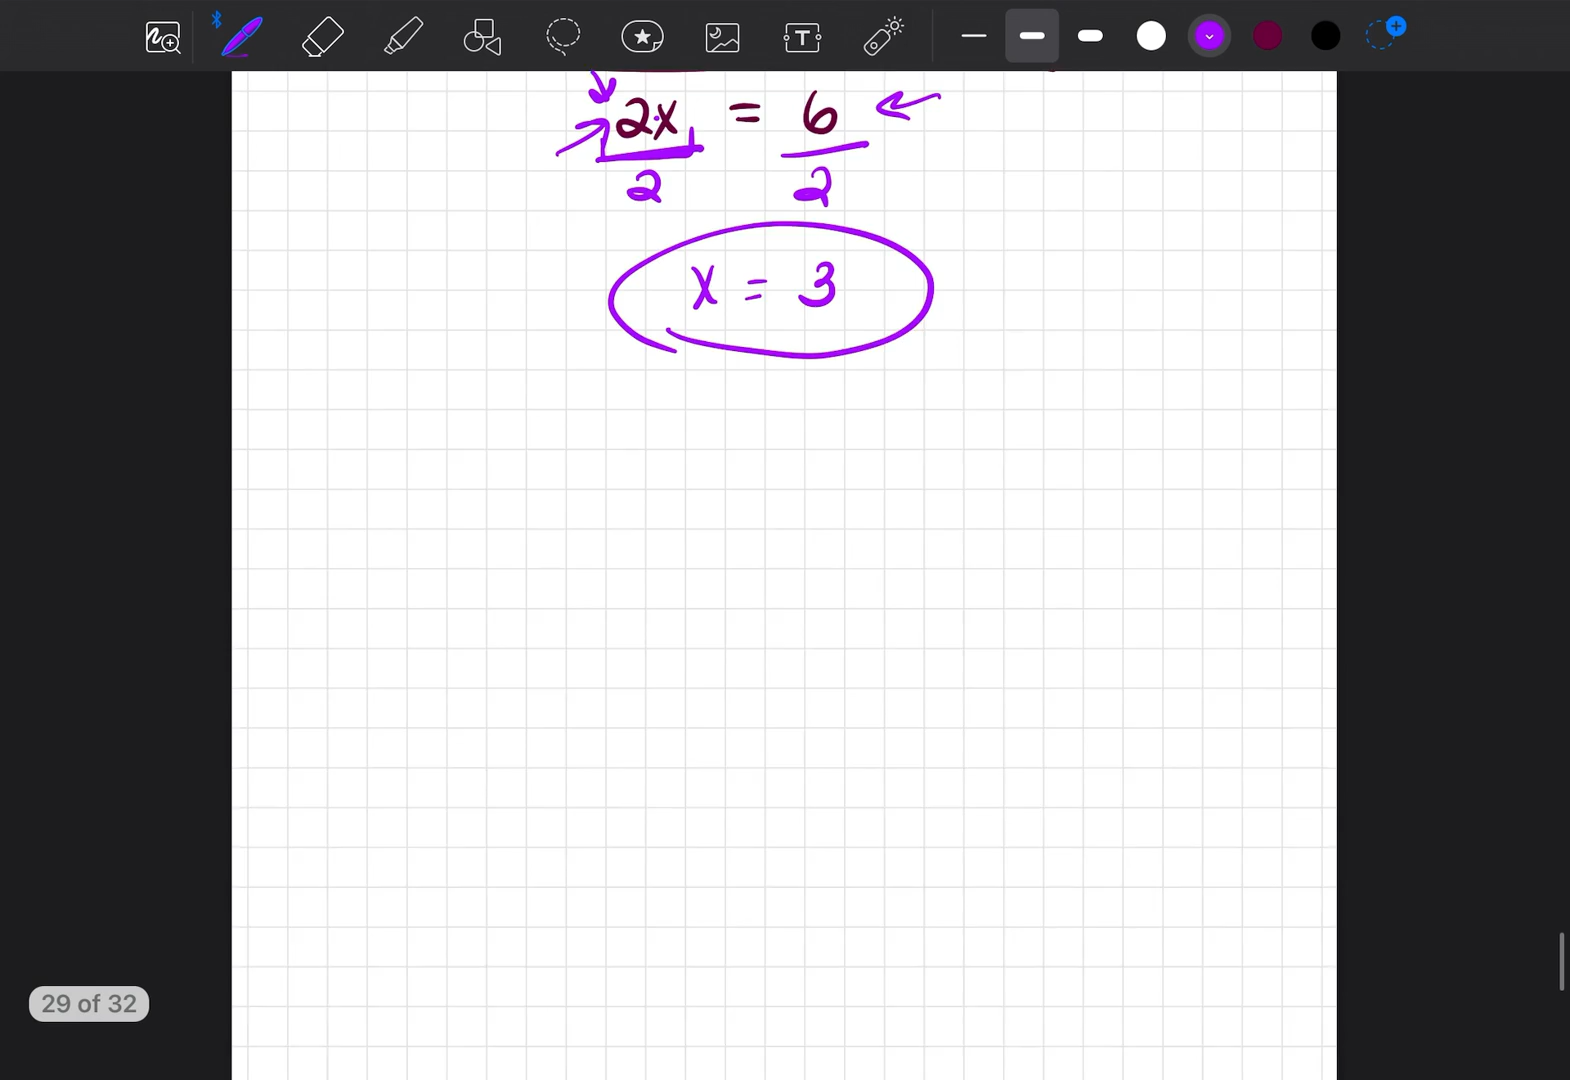 2x = 6
2 2
x = 3
29 of 32